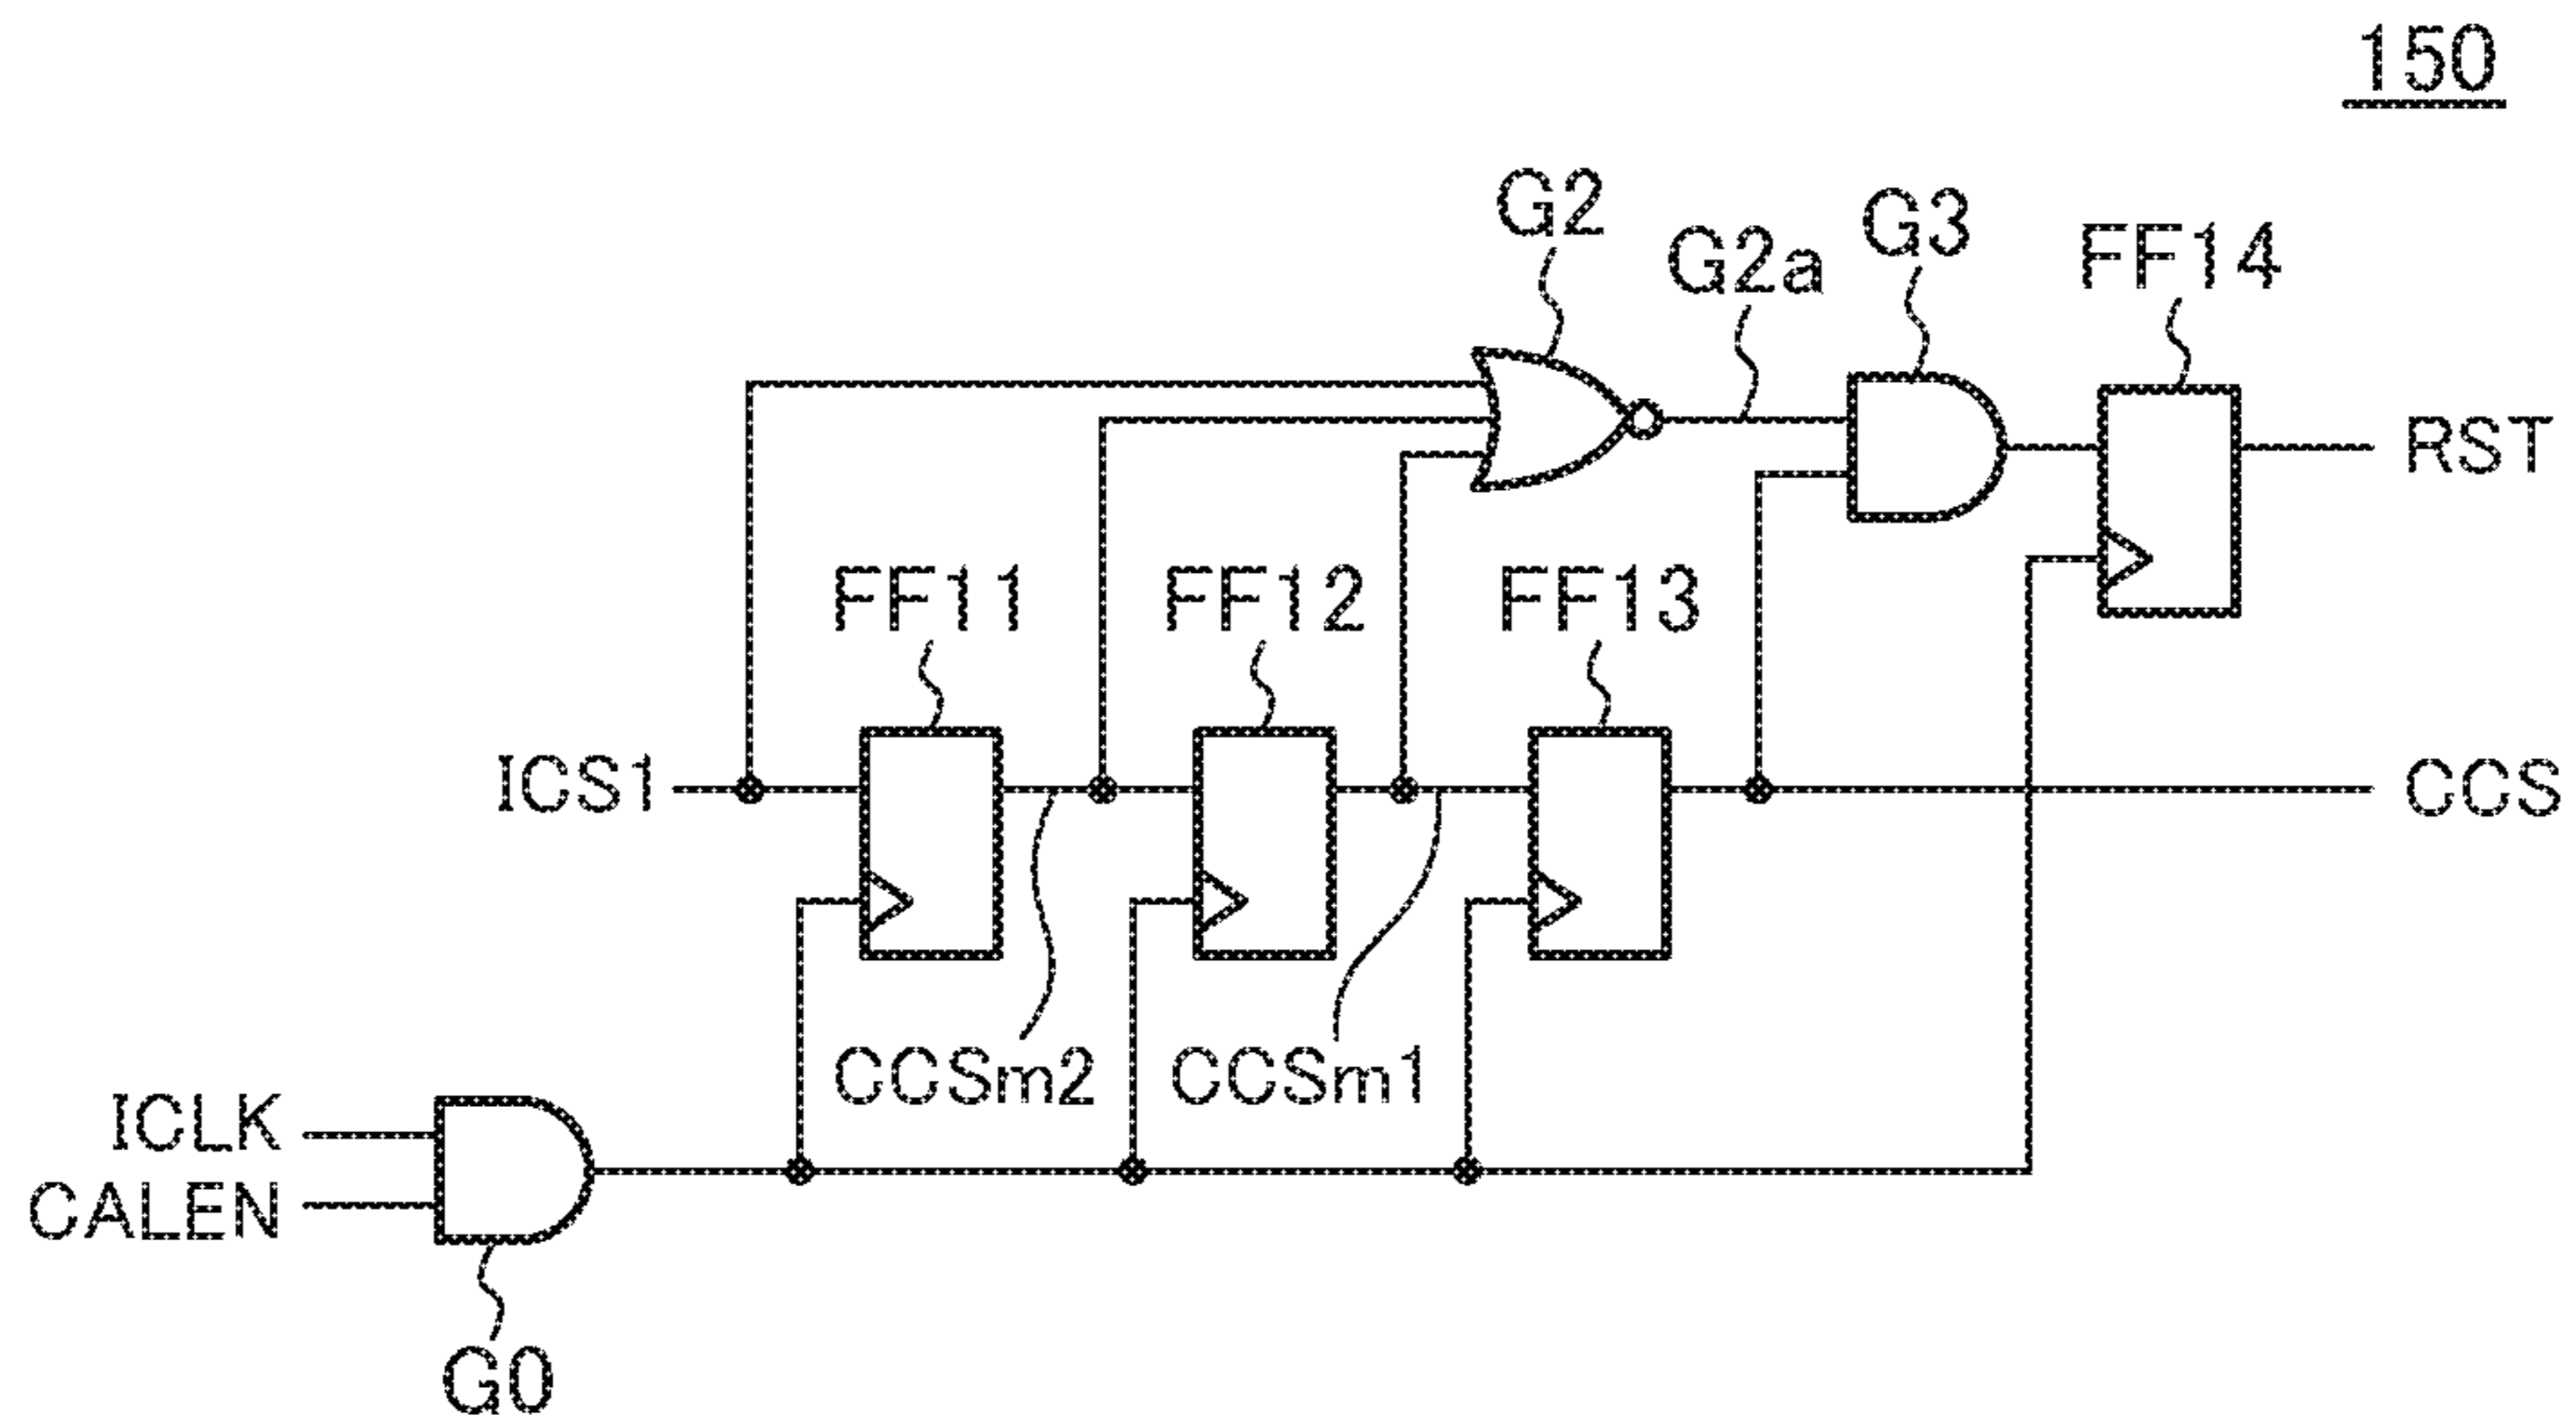 150
G2
G2a
G3
FF14
RST
FF11
FF12
FF13
ICS1
CCS
CCSm2
CCSm1
ICLK
CALEN
G0